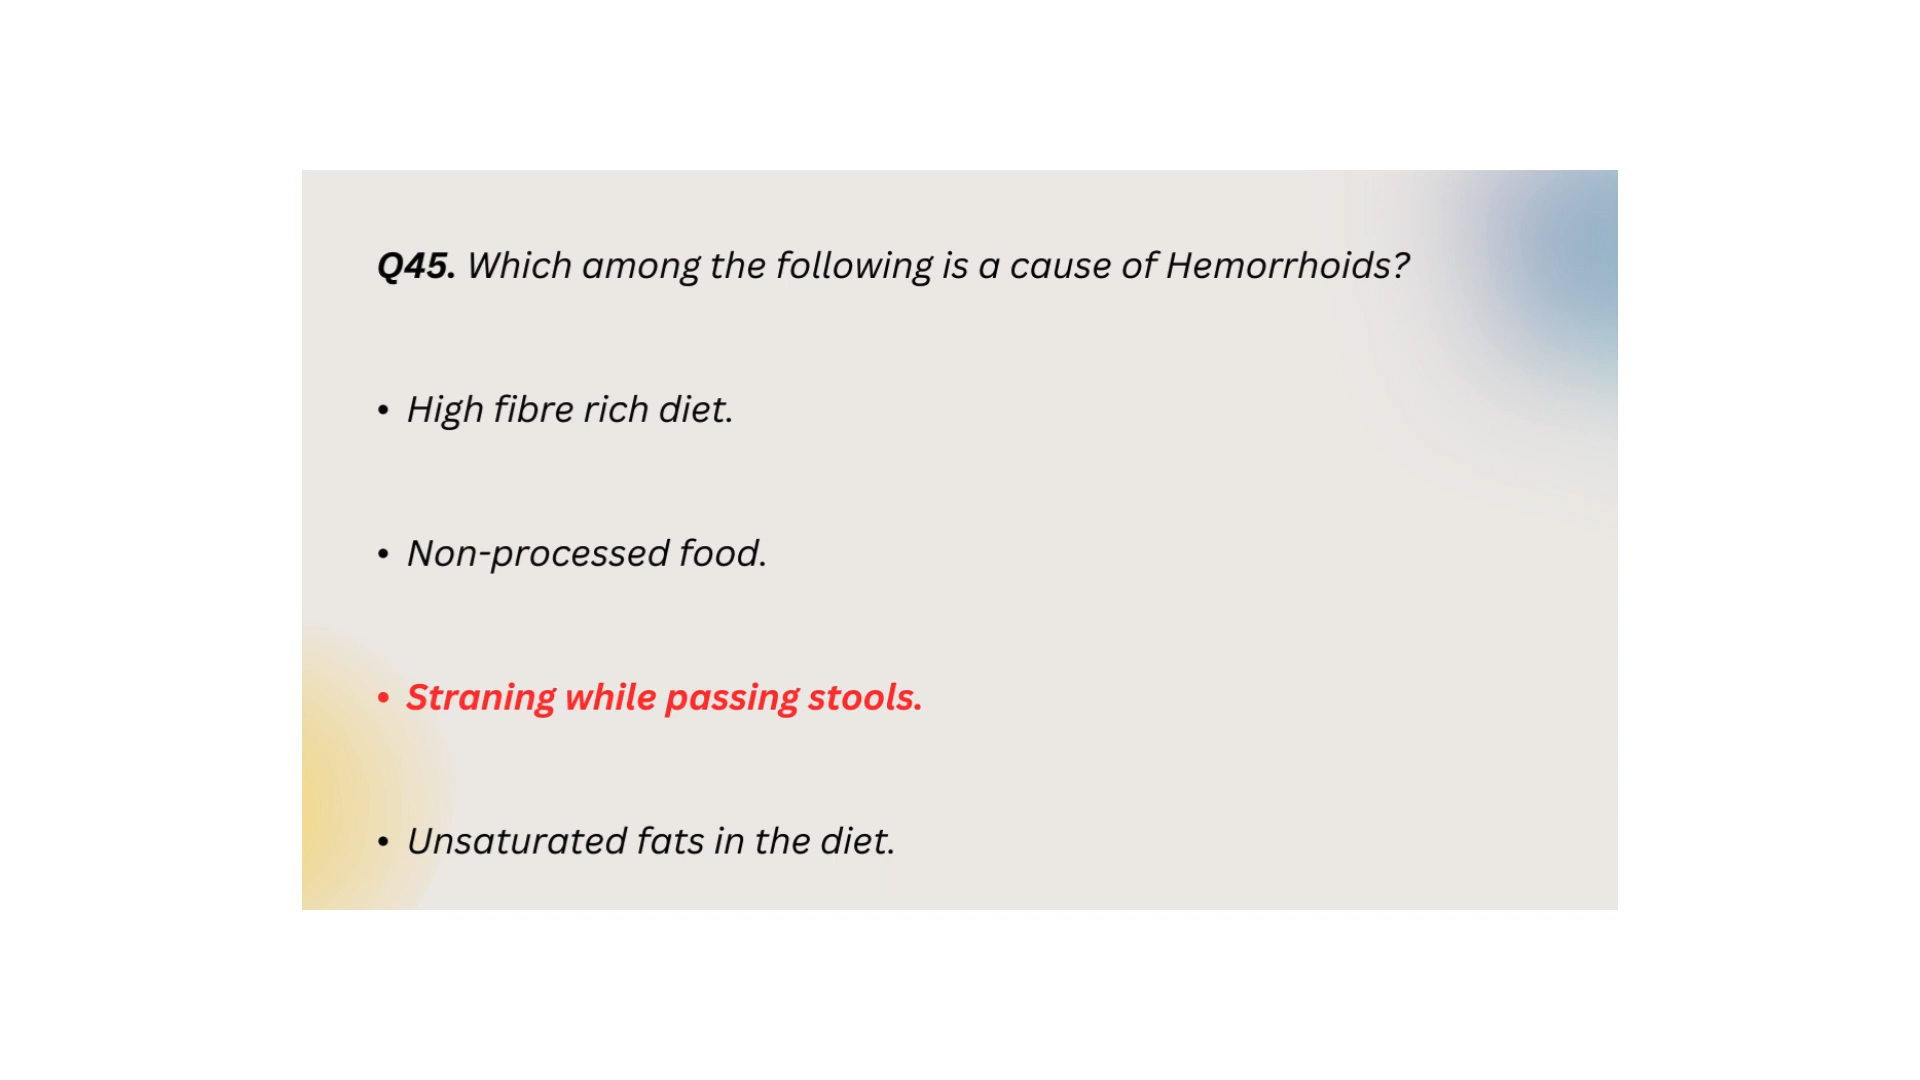 Q45. Which among the following is a cause of Hemorrhoids?
• High fibre rich diet.
• Non-processed food.
• Straning while passing stools.
• Unsaturated fats in the diet.